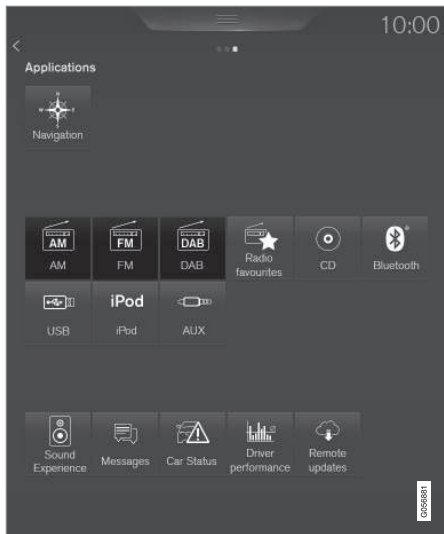 10:00
Applications
N
W E
S
Navigation
AM FM DAB
AM FM DAB Radio favourites CD Bluetooth
iPod
USB iPod AUX
Sound Experience Messages Car Status Driver performance Remote updates
G056881